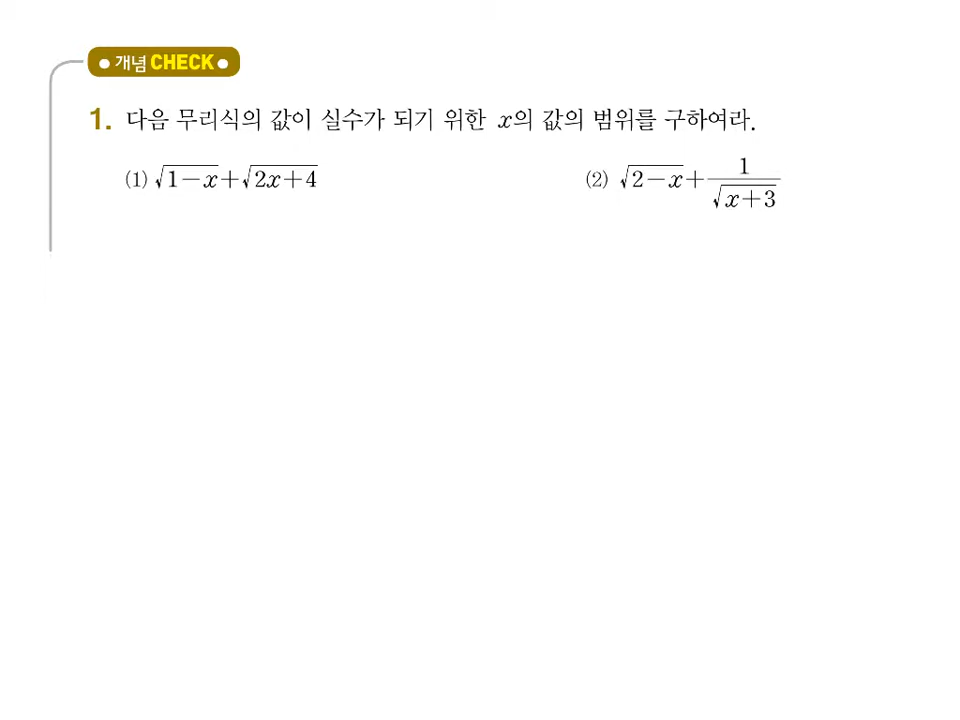 개념 CHECK
1. 다음 무리식의 값이 실수가 되기 위한 x의 값의 범위를 구하여라.
(1) √(1-x)+√(2x+4)
(2) √(2-x)+1/√(x+3)